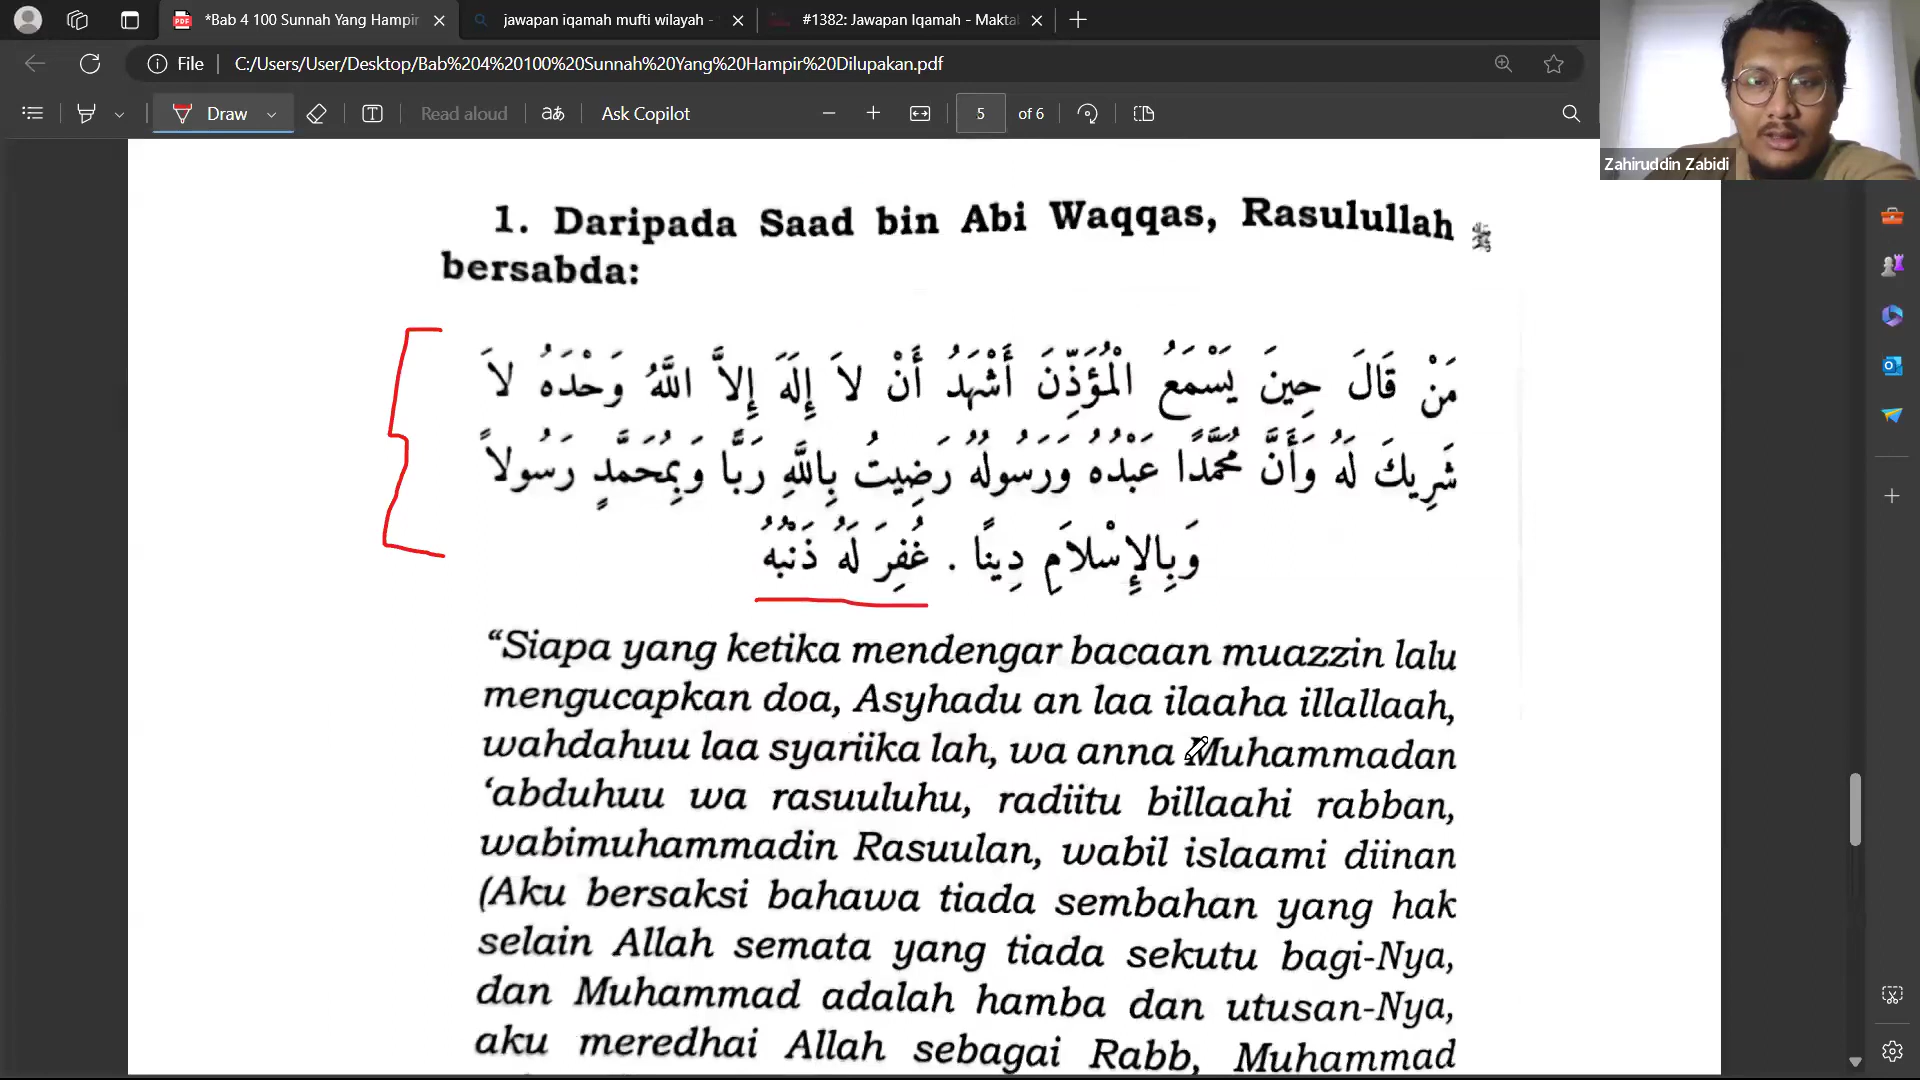 *Bab 4 100 Sunnah Yang Hampir
jawapan iqamah mufti wilayah -
#1382: Jawapan Iqamah - Makta
File
C:/Users/User/Desktop/Bab%204%20100%20Sunnah%20Yang%20Hampir%20Dilupakan.pdf
Draw
Read aloud
aあ
Ask Copilot
5
of 6
Zahiruddin Zabidi
1. Daripada Saad bin Abi Waqqas, Rasulullah ﷺ
bersabda:
مَنْ قَالَ حِينَ يَسْمَعُ الْمُؤَذِّنَ أَشْهَدُ أَنْ لاَ إِلَهَ إِلاَّ اللَّهُ وَحْدَهُ لاَ
شَرِيكَ لَهُ وَأَنَّ مُحَمَّدًا عَبْدُهُ وَرَسُولُهُ رَضِيتُ بِاللَّهِ رَبًّا وَبِمُحَمَّدٍ رَسُولاً
وَبِالإِسْلاَمِ دِينًا . غُفِرَ لَهُ ذَنْبُهُ
“Siapa yang ketika mendengar bacaan muazzin lalu
mengucapkan doa, Asyhadu an laa ilaaha illallaah,
wahdahuu laa syariika lah, wa anna Muhammadan
‘abduhuu wa rasuuluhu, radiitu billaahi rabban,
wabimuhammadin Rasuulan, wabil islaami diinan
(Aku bersaksi bahawa tiada sembahan yang hak
selain Allah semata yang tiada sekutu bagi-Nya,
dan Muhammad adalah hamba dan utusan-Nya,
aku meredhai Allah sebagai Rabb, Muhammad